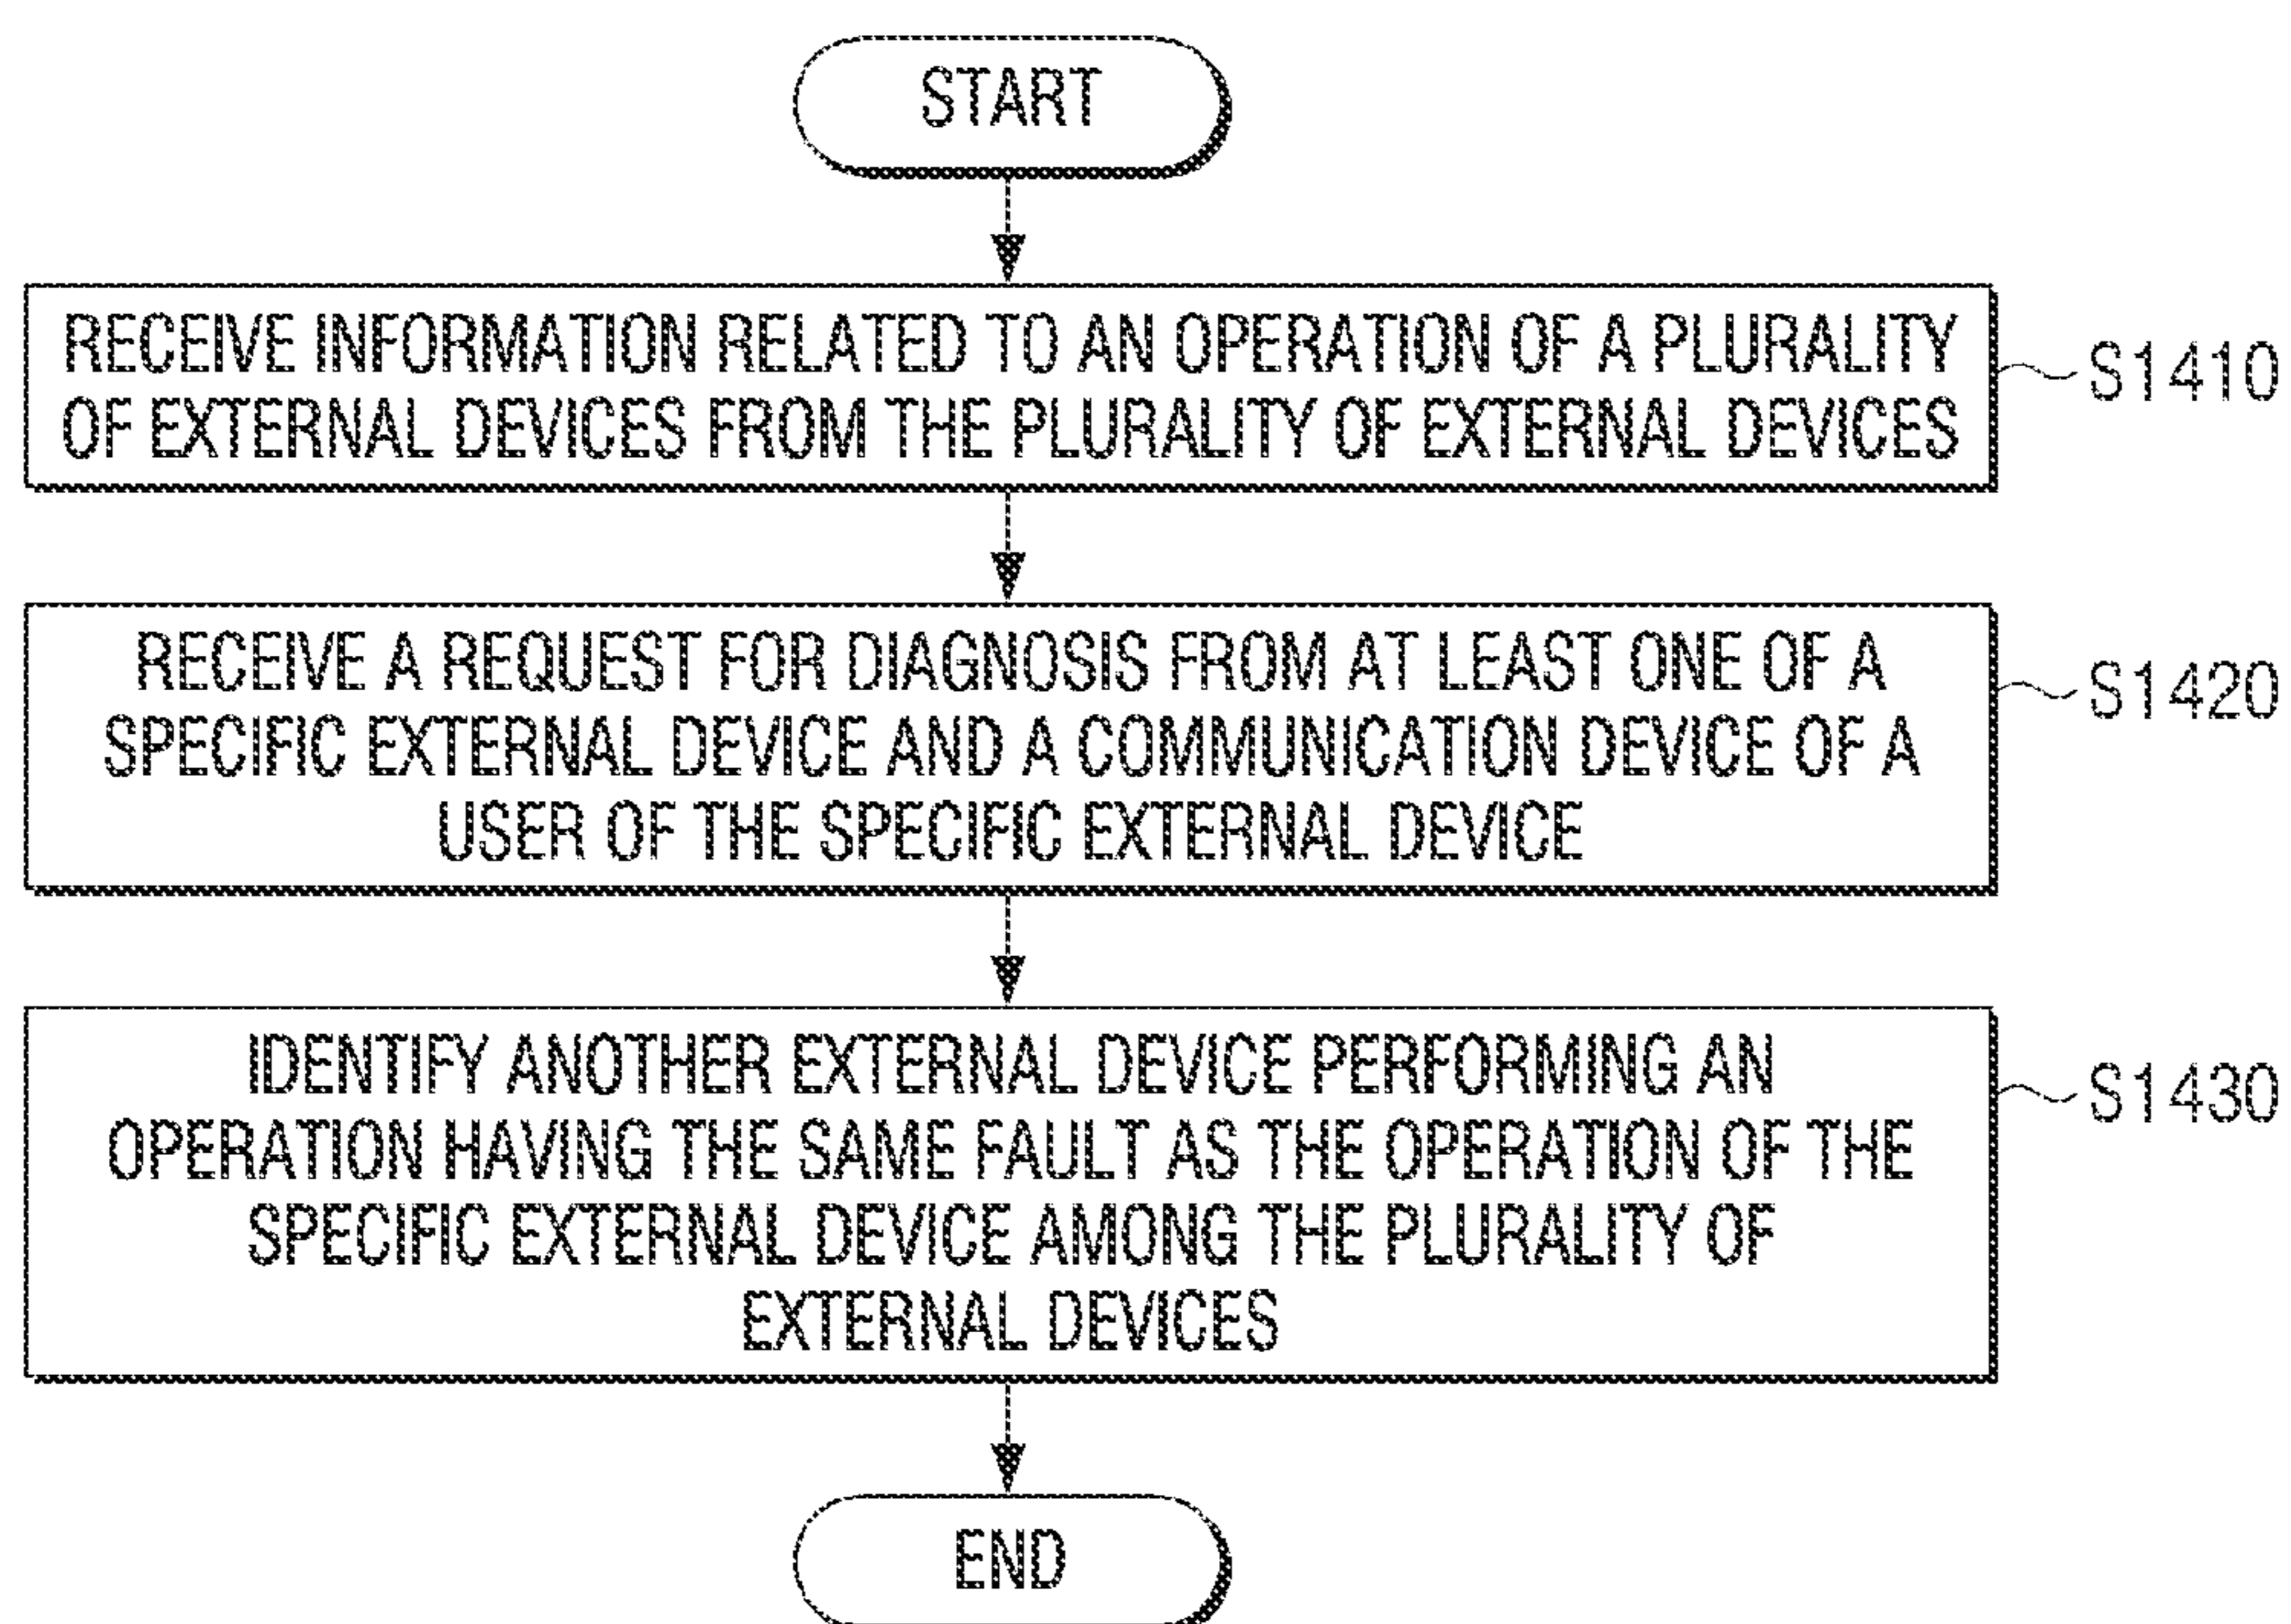 START
RECEIVE INFORMATION RELATED TO AN OPERATION OF A PLURALITY
OF EXTERNAL DEVICES FROM THE PLURALITY OF EXTERNAL DEVICES
S1410
RECEIVE A REQUEST FOR DIAGNOSIS FROM AT LEAST ONE OF A
SPECIFIC EXTERNAL DEVICE AND A COMMUNICATION DEVICE OF A
USER OF THE SPECIFIC EXTERNAL DEVICE
S1420
IDENTIFY ANOTHER EXTERNAL DEVICE PERFORMING AN
OPERATION HAVING THE SAME FAULT AS THE OPERATION OF THE
SPECIFIC EXTERNAL DEVICE AMONG THE PLURALITY OF
EXTERNAL DEVICES
S1430
END